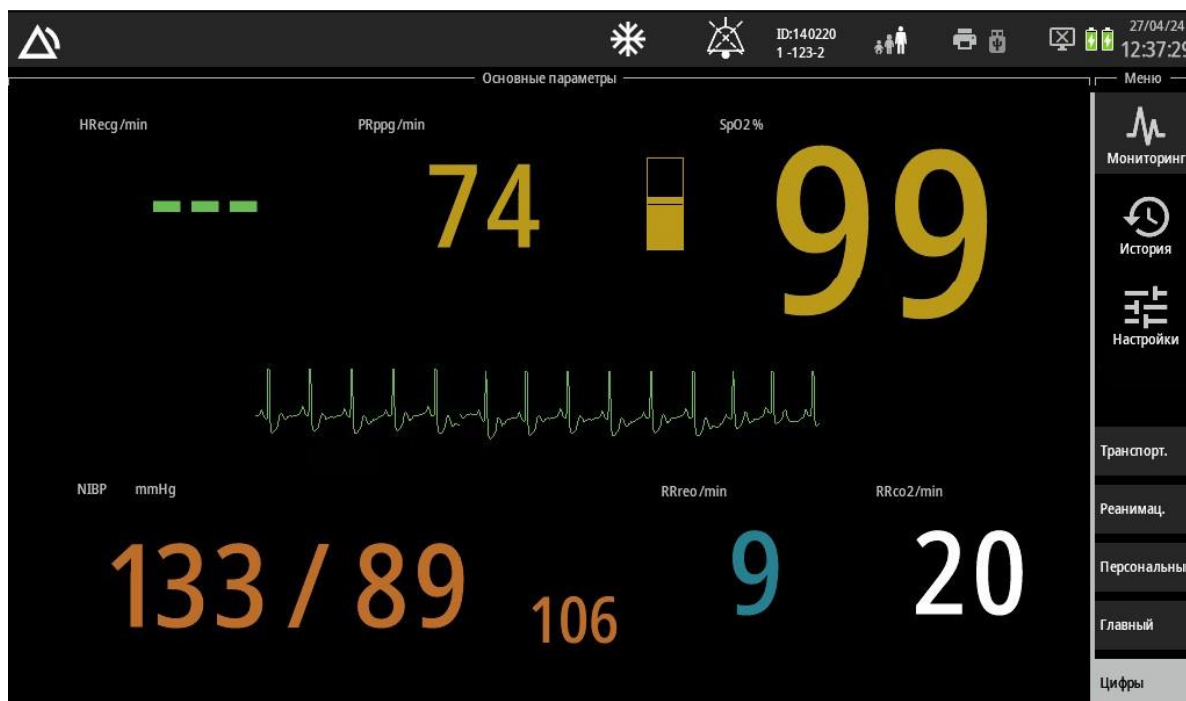 ID:140220
1 -123-2
27/04/24
12:37:29
Основные параметры
Меню
HRecg/min
PRppg/min
SpO2 %
---
74
99
Мониторинг
История
Настройки
NIBP mmHg
RRreo/min
RRco2/min
133 / 89
106
9
20
Транспорт.
Реанимац.
Персональны
Главный
Цифры